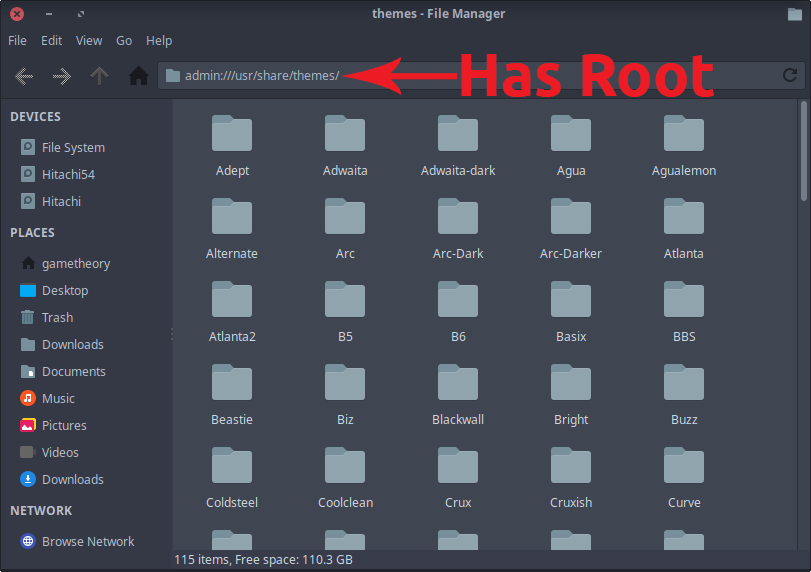 themes - File Manager
File Edit View Go Help
admin:///usr/share/themes/
Has Root
DEVICES
File System
Hitachi54
Hitachi
PLACES
gametheory
Desktop
Trash
Downloads
Documents
Music
Pictures
Videos
Downloads
NETWORK
Browse Network
Adept Adwaita Adwaita-dark Agua Agualemon
Alternate Arc Arc-Dark Arc-Darker Atlanta
Atlanta2 B5 B6 Basix BBS
Beastie Biz Blackwall Bright Buzz
Coldsteel Coolclean Crux Cruxish Curve
115 items, Free space: 110.3 GB